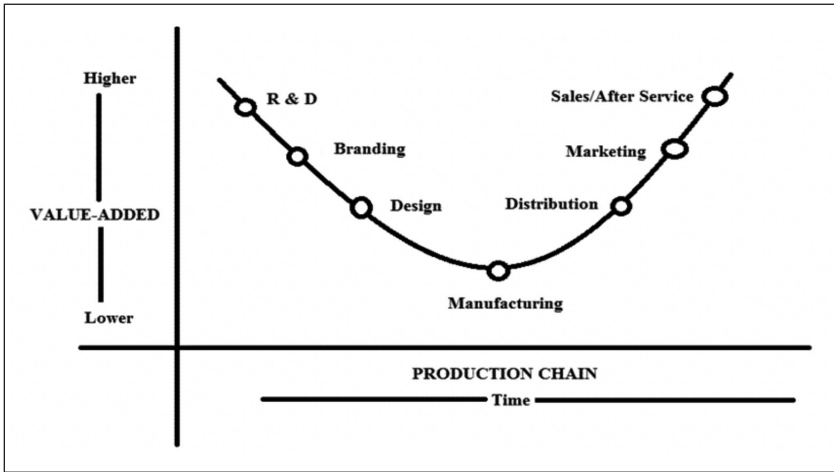 Higher
VALUE-ADDED
Lower
R & D
Branding
Design
Manufacturing
Distribution
Marketing
Sales/After Service
PRODUCTION CHAIN
Time